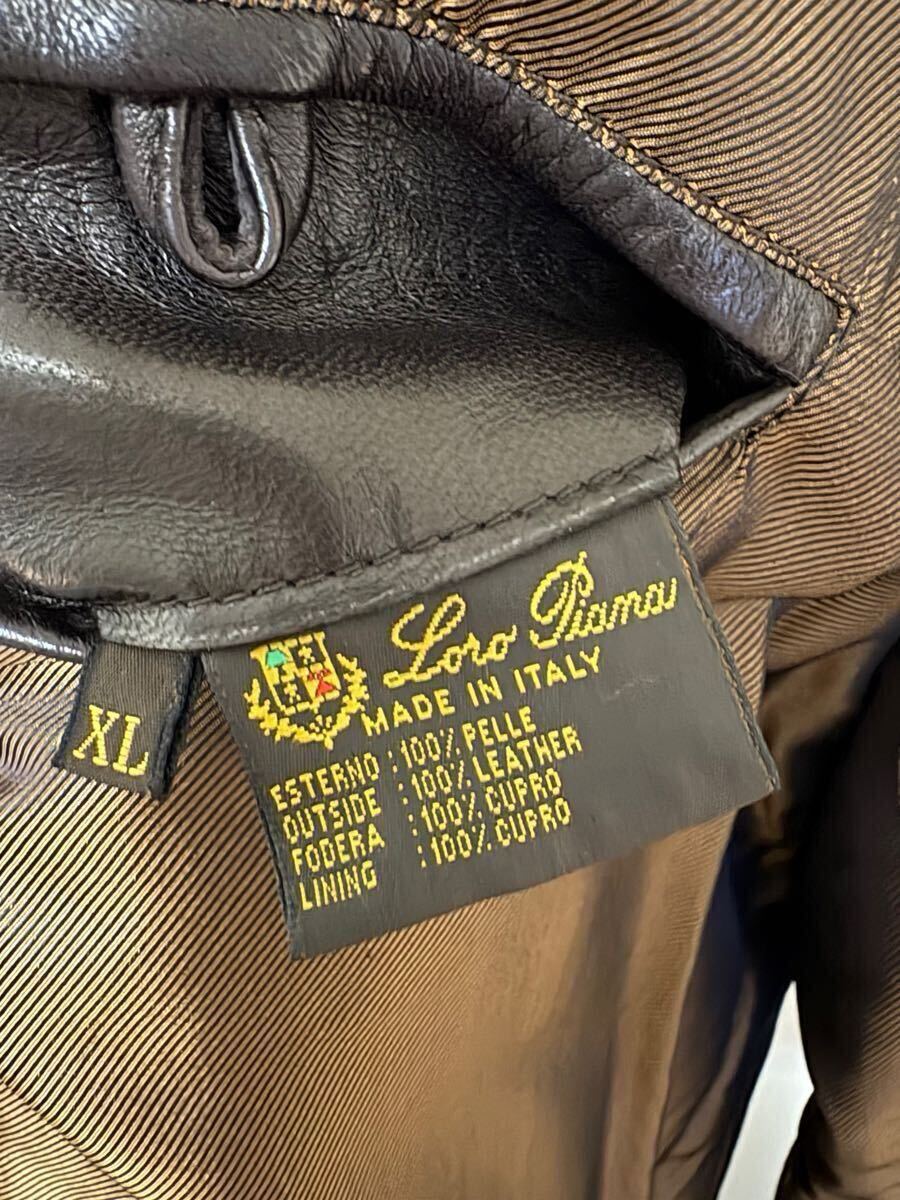 Loro Piana
MADE IN ITALY
ESTERNO : 100% PELLE
OUTSIDE : 100% LEATHER
FODERA : 100% CUPRO
LINING : 100% CUPRO
XL